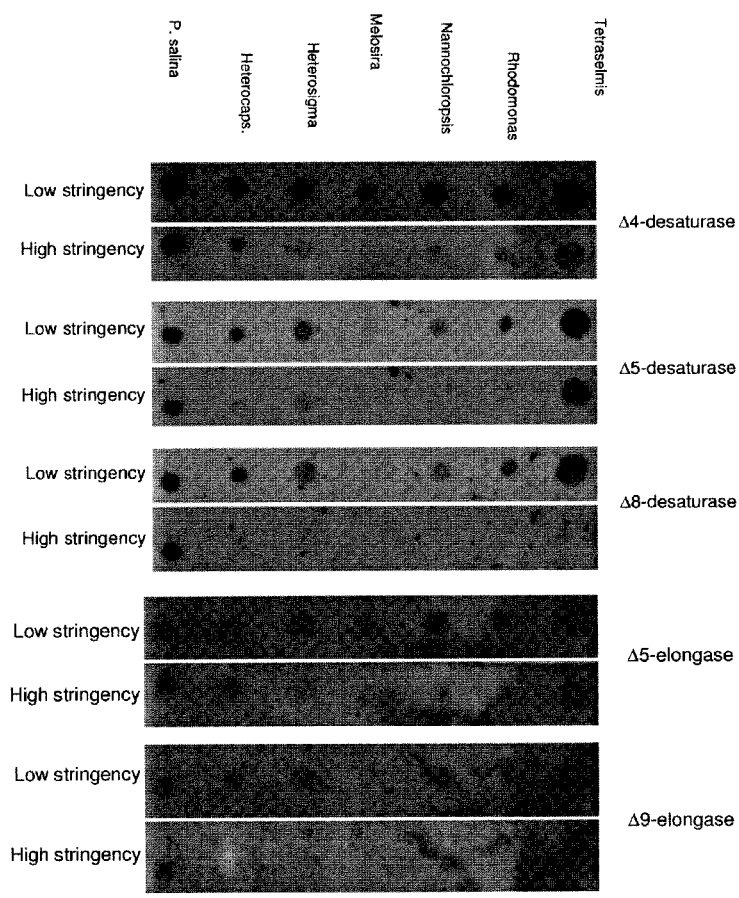 P. salina
Heterocaps.
Heterosigma
Melosira
Nannochloropsis
Rhodomonas
Tetraselmis
Low stringency
Δ4-desaturase
High stringency
Low stringency
Δ5-desaturase
High stringency
Low stringency
Δ8-desaturase
High stringency
Low stringency
Δ5-elongase
High stringency
Low stringency
Δ9-elongase
High stringency